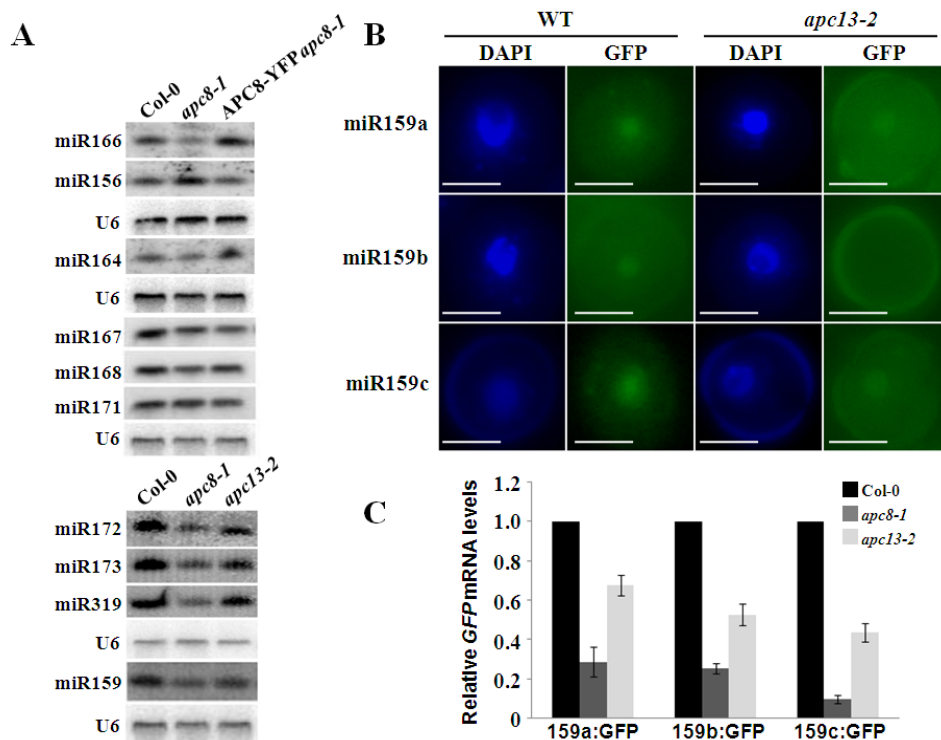 A
Col-0
apc8-1
APC8-YFP apc8-1
miR166
miR156
U6
miR164
U6
miR167
miR168
miR171
U6
Col-0
apc8-1
apc13-2
miR172
miR173
miR319
U6
miR159
U6
B
WT
apc13-2
DAPI
GFP
DAPI
GFP
miR159a
miR159b
miR159c
C
Relative GFP mRNA levels
1.2
1.0
0.8
0.6
0.4
0.2
0
Col-0
apc8-1
apc13-2
159a:GFP
159b:GFP
159c:GFP